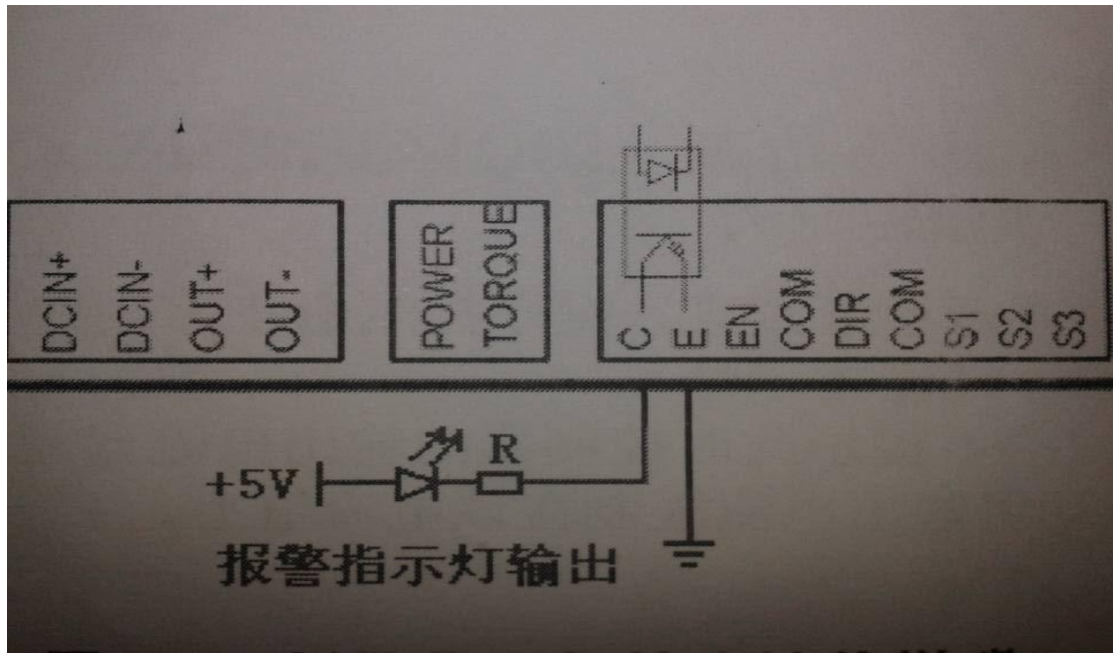 DCIN+
DCIN-
OUT+
OUT-
POWER
TORQUE
C
E
EN
COM
DIR
COM
S1
S2
S3
R
+5V
报警指示灯输出